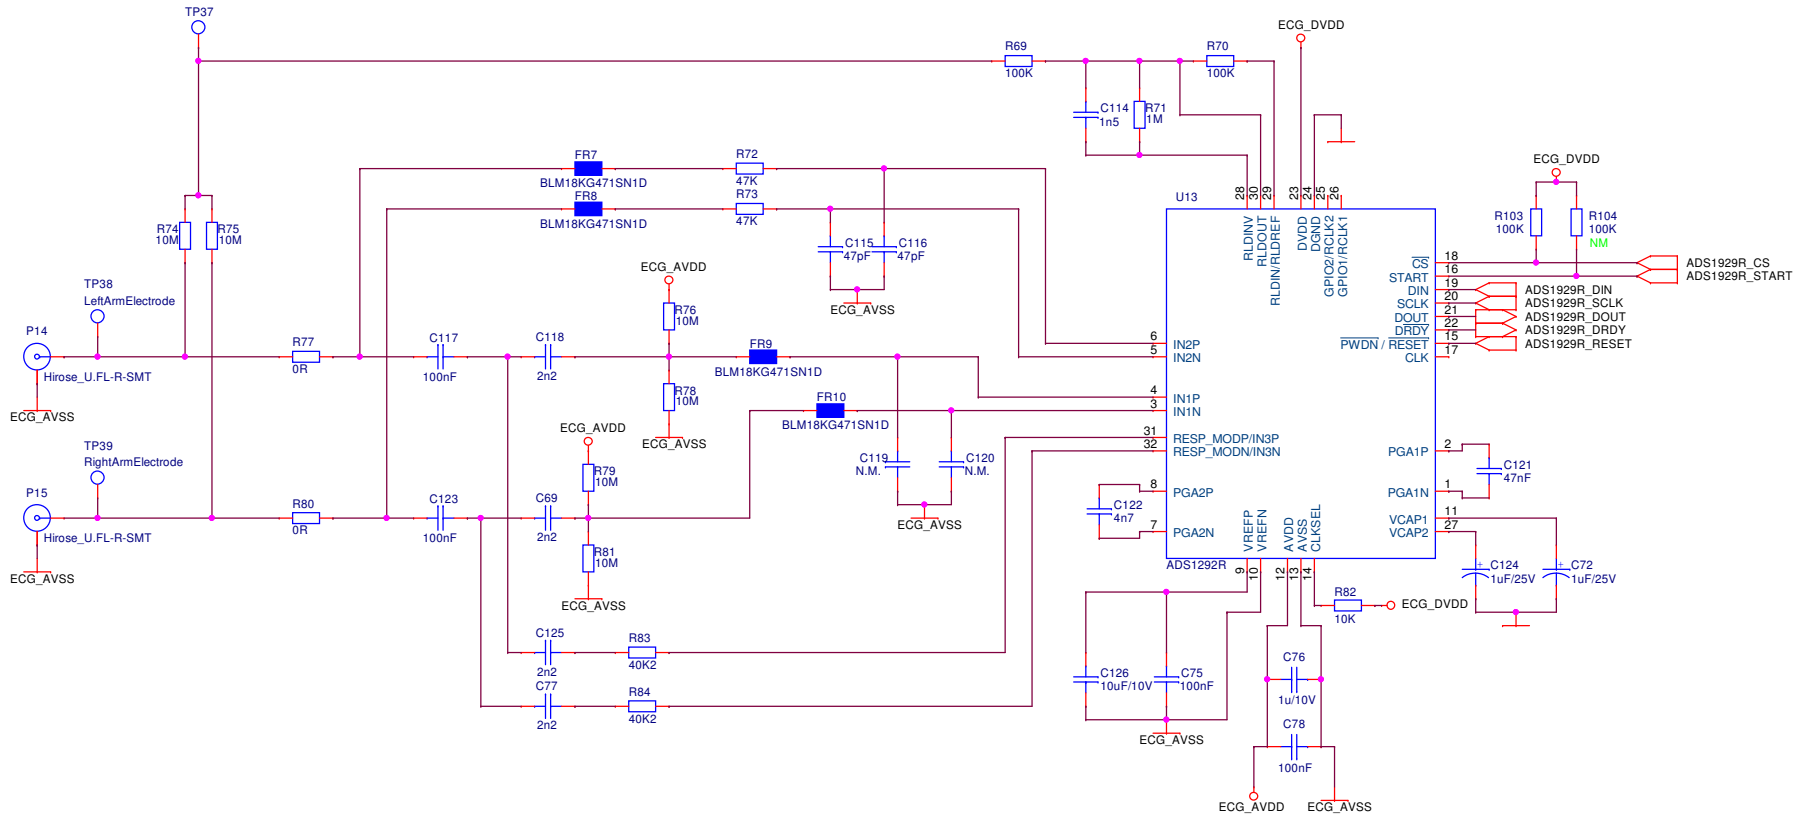 TP37
ECG_DVDD
R69
100K
R70
100K
C114
1n5
R71
1M
FR7
BLM18KG471SN1D
R72
47K
FR8
BLM18KG471SN1D
R73
47K
R74
10M
R75
10M
C115
47pF
C116
47pF
ECG_AVSS
28
30
29
23
24
25
26
U13
RLDINV
RLDOUT
RLDIN/RLDREF
DVDD
DGND
GPIO2/RCLK2
GPIO1/RCLK1
ECG_DVDD
R103
100K
R104
100K
NM
CS
18
ADS1929R_CS
START
16
ADS1929R_START
DIN
19
ADS1929R_DIN
SCLK
20
ADS1929R_SCLK
DOUT
21
ADS1929R_DOUT
DRDY
22
ADS1929R_DRDY
PWDN / RESET
15
ADS1929R_RESET
CLK
17
TP38
LeftArmElectrode
P14
Hirose_U.FL-R-SMT
ECG_AVSS
R77
0R
C117
100nF
C118
2n2
ECG_AVDD
R76
10M
R78
10M
ECG_AVSS
FR9
BLM18KG471SN1D
FR10
BLM18KG471SN1D
6
IN2P
5
IN2N
4
IN1P
3
IN1N
31
RESP_MODP/IN3P
32
RESP_MODN/IN3N
8
PGA2P
7
PGA2N
C122
4n7
C119
N.M.
C120
N.M.
ECG_AVSS
TP39
RightArmElectrode
P15
Hirose_U.FL-R-SMT
ECG_AVSS
R80
0R
C123
100nF
C69
2n2
ECG_AVDD
R79
10M
R81
10M
ECG_AVSS
PGA1P
2
PGA1N
1
C121
47nF
VCAP1
11
VCAP2
27
C124
1uF/25V
C72
1uF/25V
VREFP
VREFN
AVDD
AVSS
CLKSEL
ADS1292R
9
10
12
13
14
R82
10K
ECG_DVDD
C125
2n2
R83
40K2
C77
2n2
R84
40K2
C126
10uF/10V
C75
100nF
ECG_AVSS
C76
1u/10V
C78
100nF
ECG_AVDD
ECG_AVSS